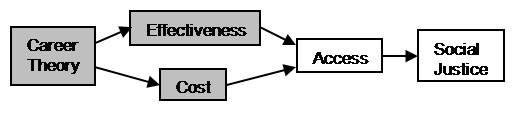 Career
Theory
Effectiveness
Cost
Access
Social
Justice